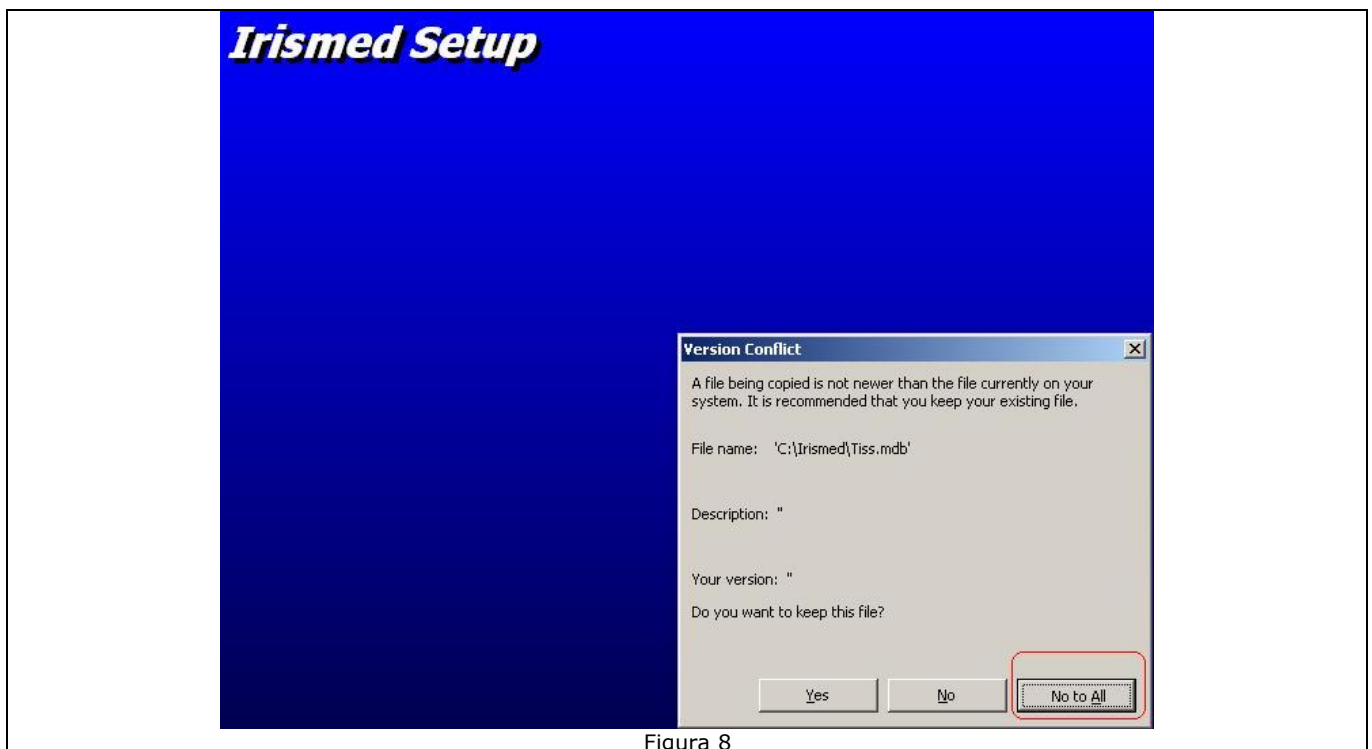 Irismed Setup
Version Conflict
A file being copied is not newer than the file currently on your
system. It is recommended that you keep your existing file.
File name: 'C:\Irismed\Tiss.mdb'
Description: ''
Your version: ''
Do you want to keep this file?
Yes No No to All
Figura 8